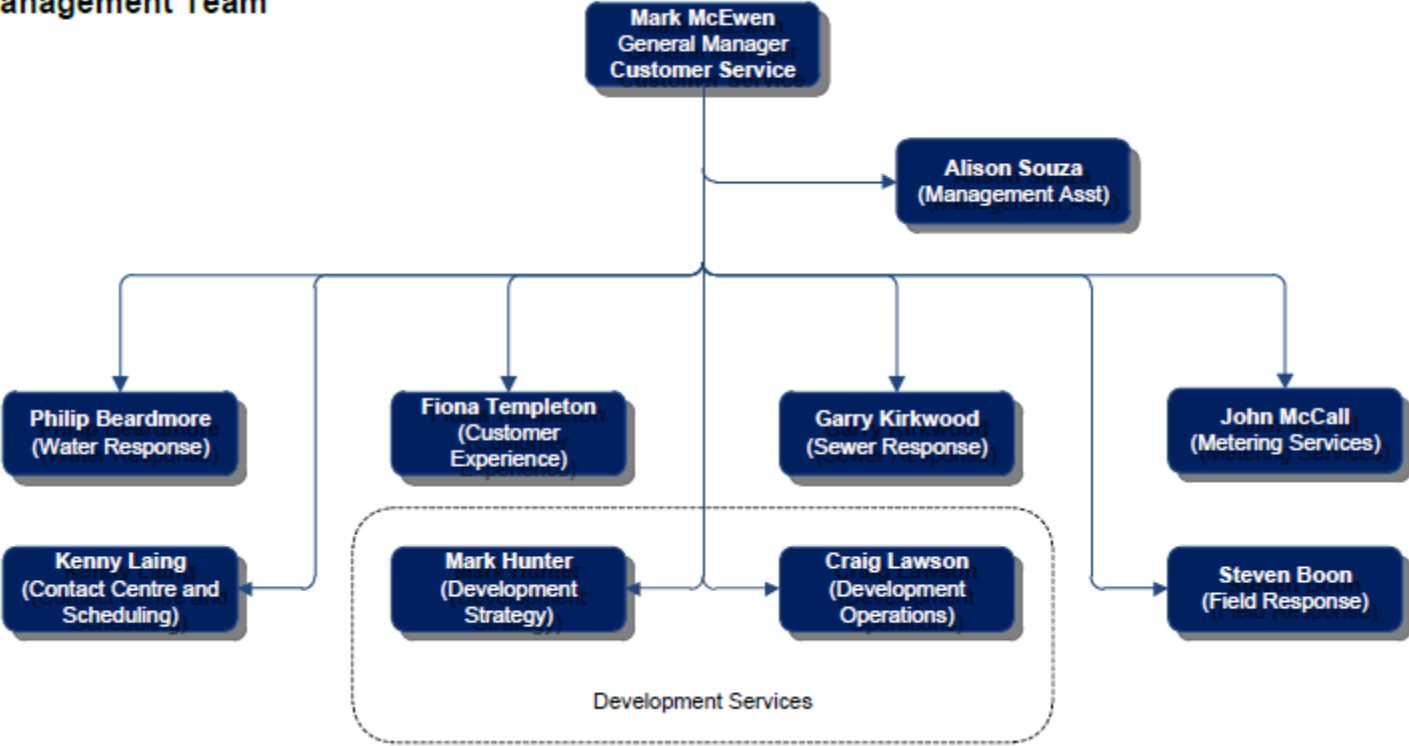 anagement Team
Mark McEwen
General Manager
Customer Service
Alison Souza
(Management Asst)
Philip Beardmore
(Water Response)
Fiona Templeton
(Customer
Experience)
Garry Kirkwood
(Sewer Response)
John McCall
(Metering Services)
Kenny Laing
(Contact Centre and
Scheduling)
Mark Hunter
(Development
Strategy)
Craig Lawson
(Development
Operations)
Steven Boon
(Field Response)
Development Services